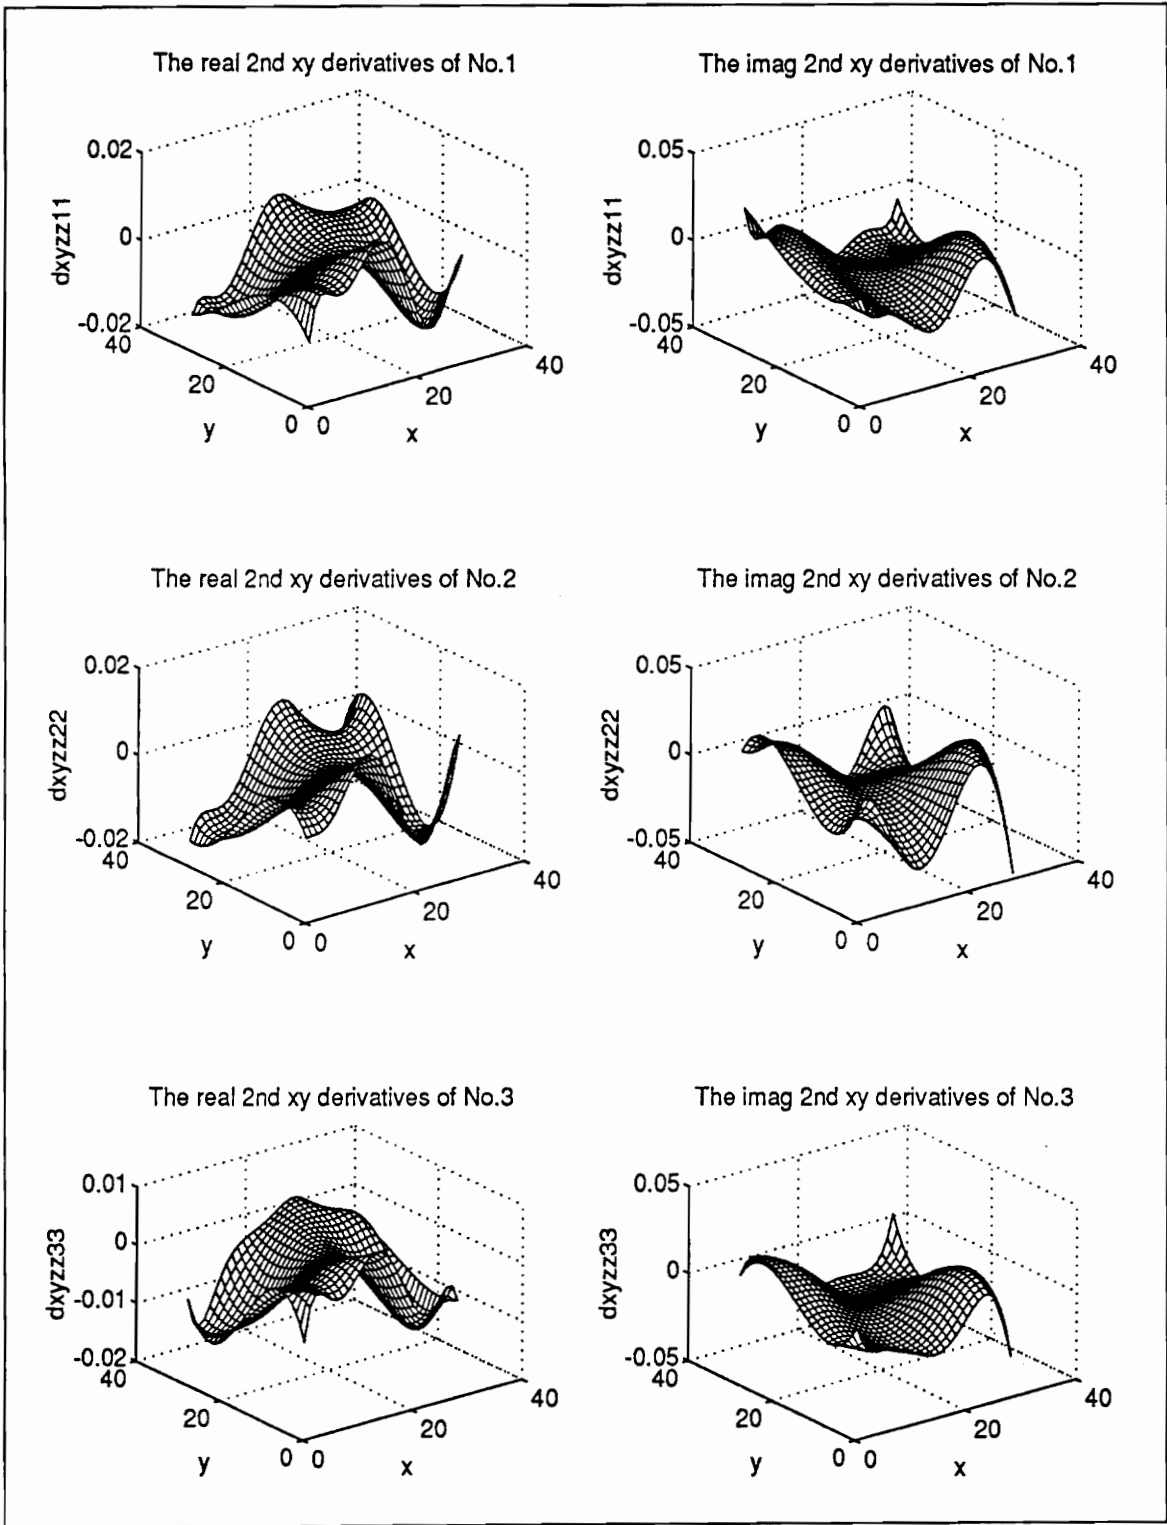 The real 2nd xy derivatives of No.1
0.02
0
-0.02
dxyzz11
40
20
0
y
0
20
40
x
The imag 2nd xy derivatives of No.1
0.05
0
-0.05
dxyzz11
40
20
0
y
0
20
40
x
The real 2nd xy derivatives of No.2
0.02
0
-0.02
dxyzz22
40
20
0
y
0
20
40
x
The imag 2nd xy derivatives of No.2
0.05
0
-0.05
dxyzz22
40
20
0
y
0
20
40
x
The real 2nd xy derivatives of No.3
0.01
0
-0.01
-0.02
dxyzz33
40
20
0
y
0
20
40
x
The imag 2nd xy derivatives of No.3
0.05
0
-0.05
dxyzz33
40
20
0
y
0
20
40
x